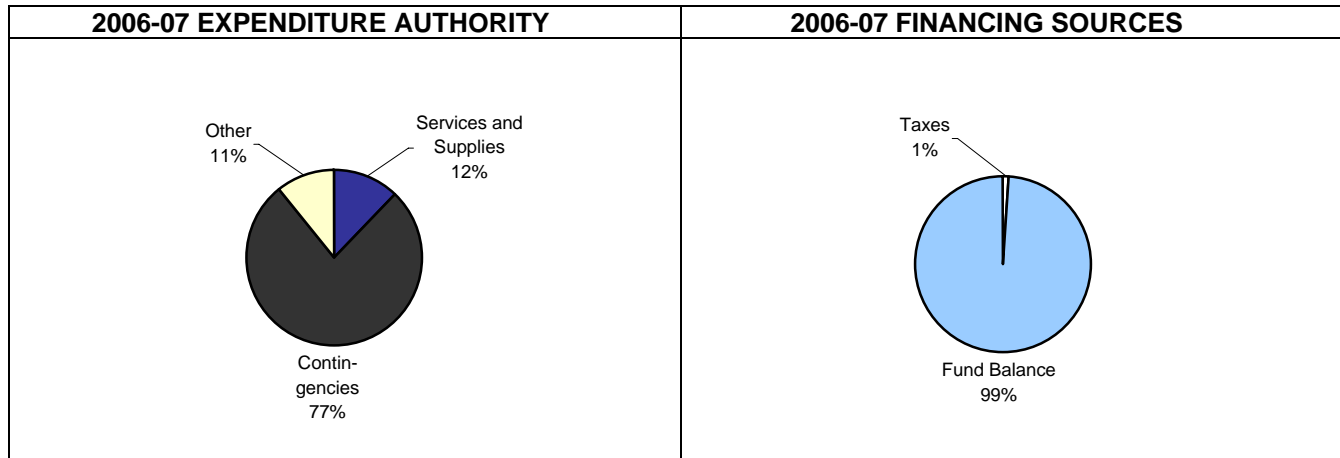 2006-07 EXPENDITURE AUTHORITY
2006-07 FINANCING SOURCES
Other
11%
Services and
Supplies
12%
Contin-
gencies
77%
Taxes
1%
Fund Balance
99%